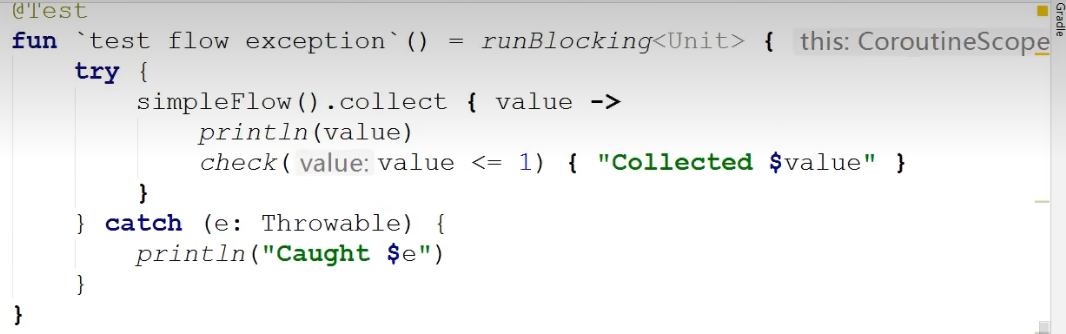 @Test
fun `test flow exception`() = runBlocking<Unit> { this: CoroutineScope
try {
simpleFlow().collect { value ->
println(value)
check( value: value <= 1) { "Collected $value" }
}
} catch (e: Throwable) {
println("Caught $e")
}
}
Gradle